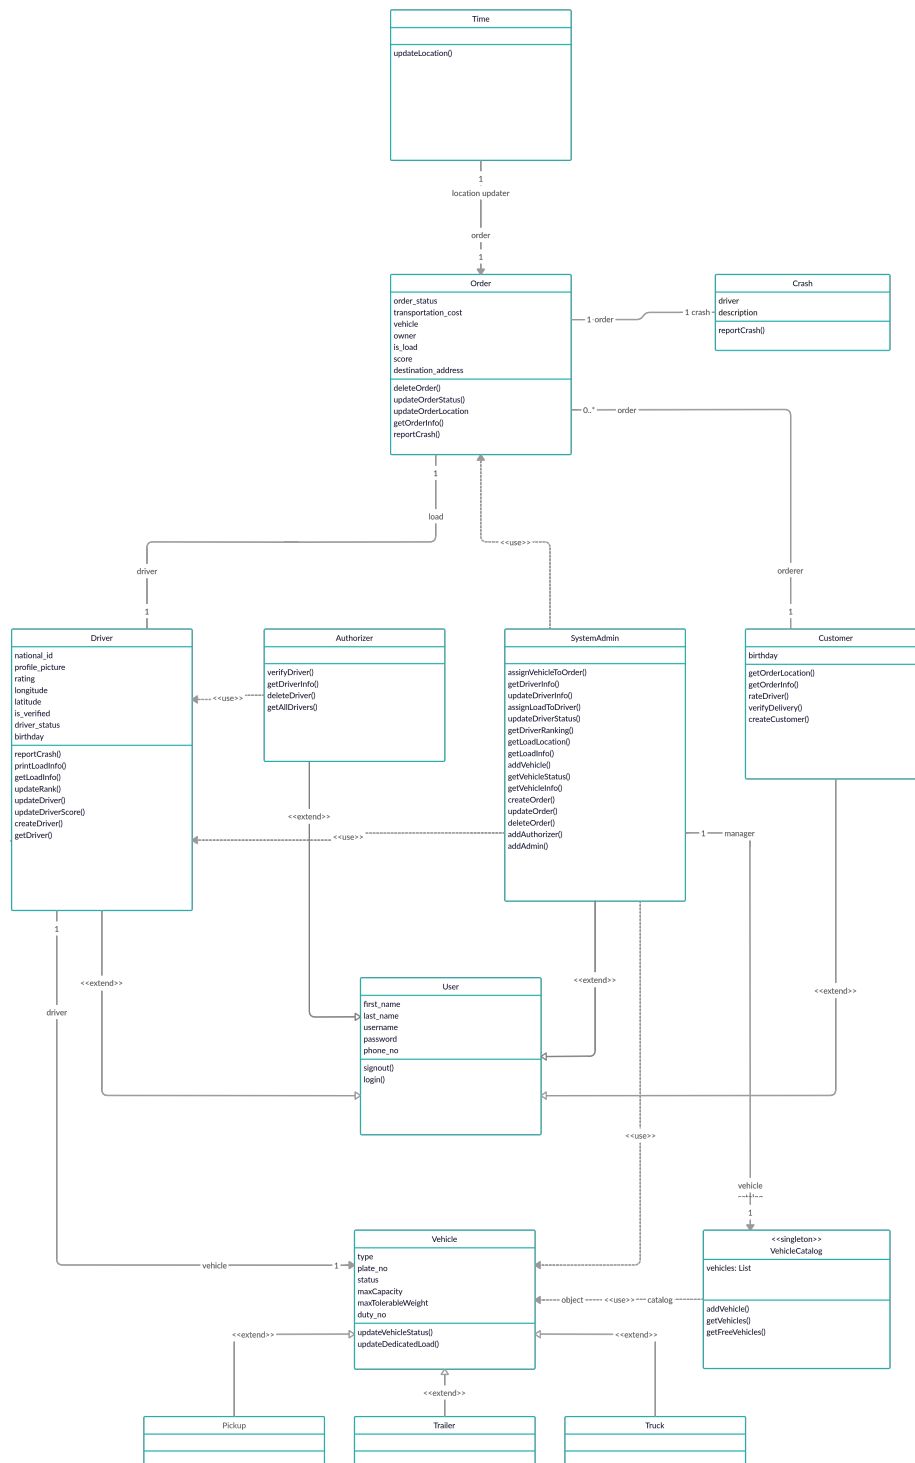 Time
updateLocation()
1
location updater
order
1
Order
order_status
transportation_cost
vehicle
owner
is_load
score
destination_address
deleteOrder()
updateOrderStatus()
updateOrderLocation
getOrderInfo()
reportCrash()
1 order
1 crash
Crash
driver
description
reportCrash()
0..* order
orderer
1
1
load
driver
1
<<use>>
Driver
national_id
profile_picture
rating
longitude
latitude
is_verified
driver_status
birthday
reportCrash()
printLoadInfo()
getLoadInfo()
updateRank()
updateDriver()
updateDriverScore()
createDriver()
getDriver()
<<use>>
Authorizer
verifyDriver()
getDriverInfo()
deleteDriver()
getAllDrivers()
SystemAdmin
assignVehicleToOrder()
getDriverInfo()
updateDriverInfo()
assignLoadToDriver()
updateDriverStatus()
getDriverRanking()
getLoadLocation()
getLoadInfo()
addVehicle()
getVehicleStatus()
getVehicleInfo()
createOrder()
updateOrder()
deleteOrder()
addAuthorizer()
addAdmin()
Customer
birthday
getOrderLocation()
getOrderInfo()
rateDriver()
verifyDelivery()
createCustomer()
<<extend>>
<<use>>
1 manager
1
driver
<<extend>>
<<extend>>
<<extend>>
User
first_name
last_name
username
password
phone_no
signout()
login()
<<use>>
vehicle
1
vehicle 1
Vehicle
type
plate_no
status
maxCapacity
maxTolerableWeight
duty_no
updateVehicleStatus()
updateDedicatedLoad()
object <<use>> catalog
<<singleton>>
VehicleCatalog
vehicles: List
addVehicle()
getVehicles()
getFreeVehicles()
<<extend>>
<<extend>>
<<extend>>
Pickup
Trailer
Truck